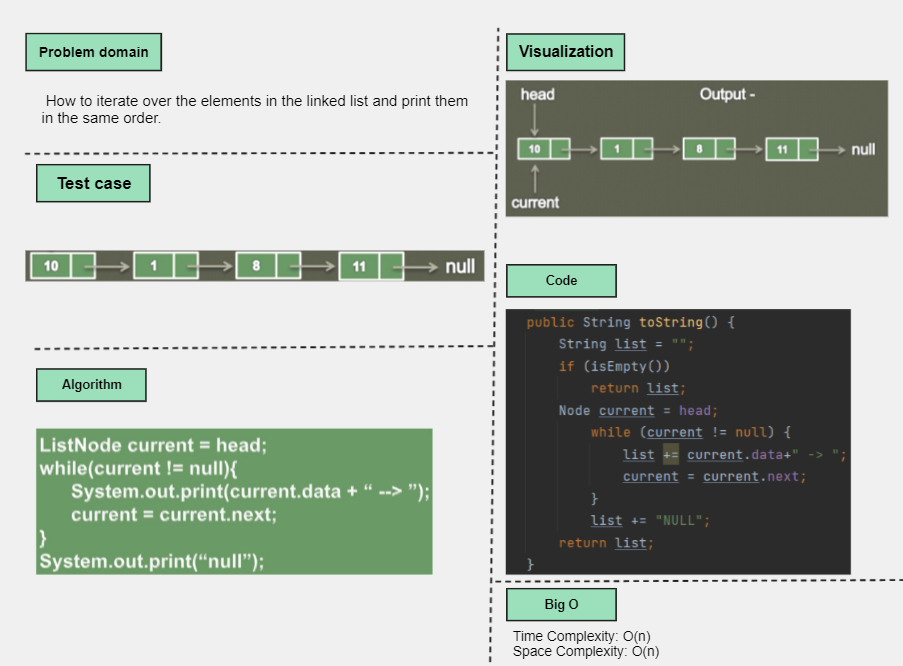 Problem domain
How to iterate over the elements in the linked list and print them
in the same order.
Test case
10 1 8 11 null
Algorithm
ListNode current = head;
while(current != null){
System.out.print(current.data + “ --> ”);
current = current.next;
}
System.out.print(“null”);
Visualization
head Output -
10 1 8 11 null
current
Code
public String toString() {
String list = "";
if (isEmpty())
return list;
Node current = head;
while (current != null) {
list += current.data+" -> ";
current = current.next;
}
list += "NULL";
return list;
}
Big O
Time Complexity: O(n)
Space Complexity: O(n)